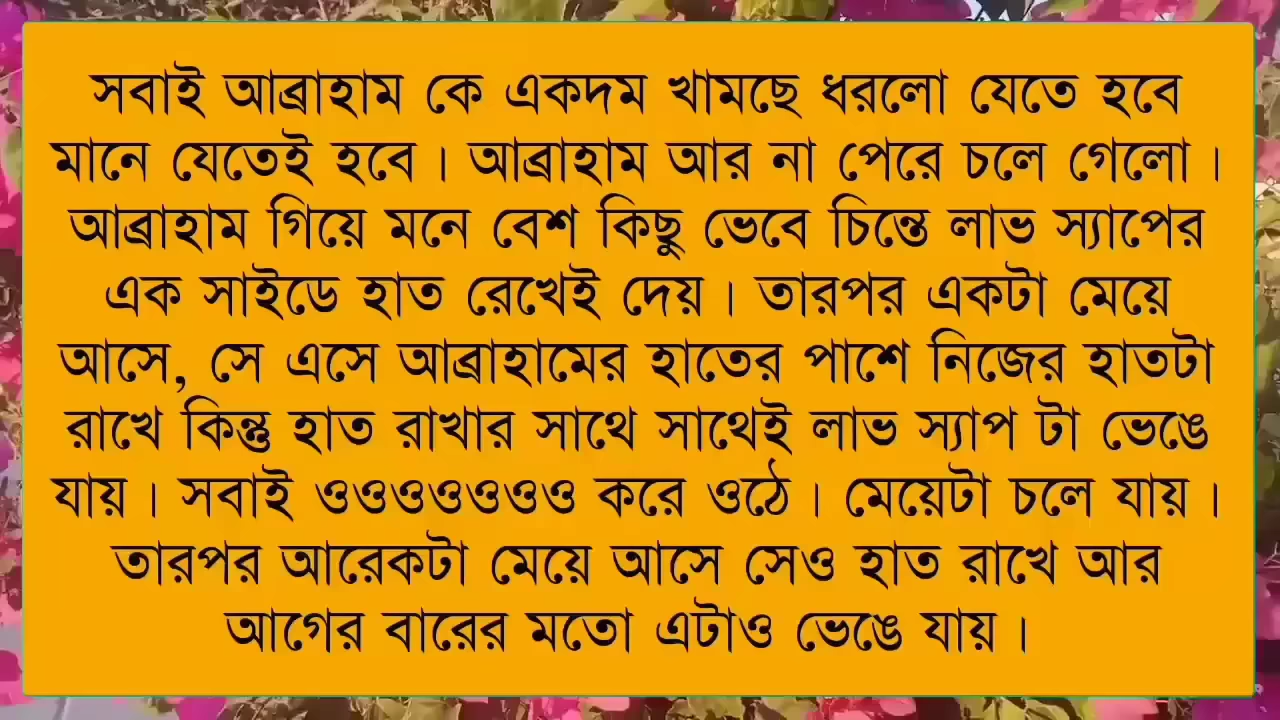 সবাই আব্রাহাম কে একদম খামছে ধরলো যেতে হবে
মানে যেতেই হবে। আব্রাহাম আর না পেরে চলে গেলো।
আব্রাহাম গিয়ে মনে বেশ কিছু ভেবে চিন্তে লাভ স্যাপের
এক সাইডে হাত রেখেই দেয়। তারপর একটা মেয়ে
আসে, সে এসে আব্রাহামের হাতের পাশে নিজের হাতটা
রাখে কিন্তু হাত রাখার সাথে সাথেই লাভ স্যাপ টা ভেঙে
যায়। সবাই ওওওওওওও করে ওঠে। মেয়েটা চলে যায়।
তারপর আরেকটা মেয়ে আসে সেও হাত রাখে আর
আগের বারের মতো এটাও ভেঙে যায়।